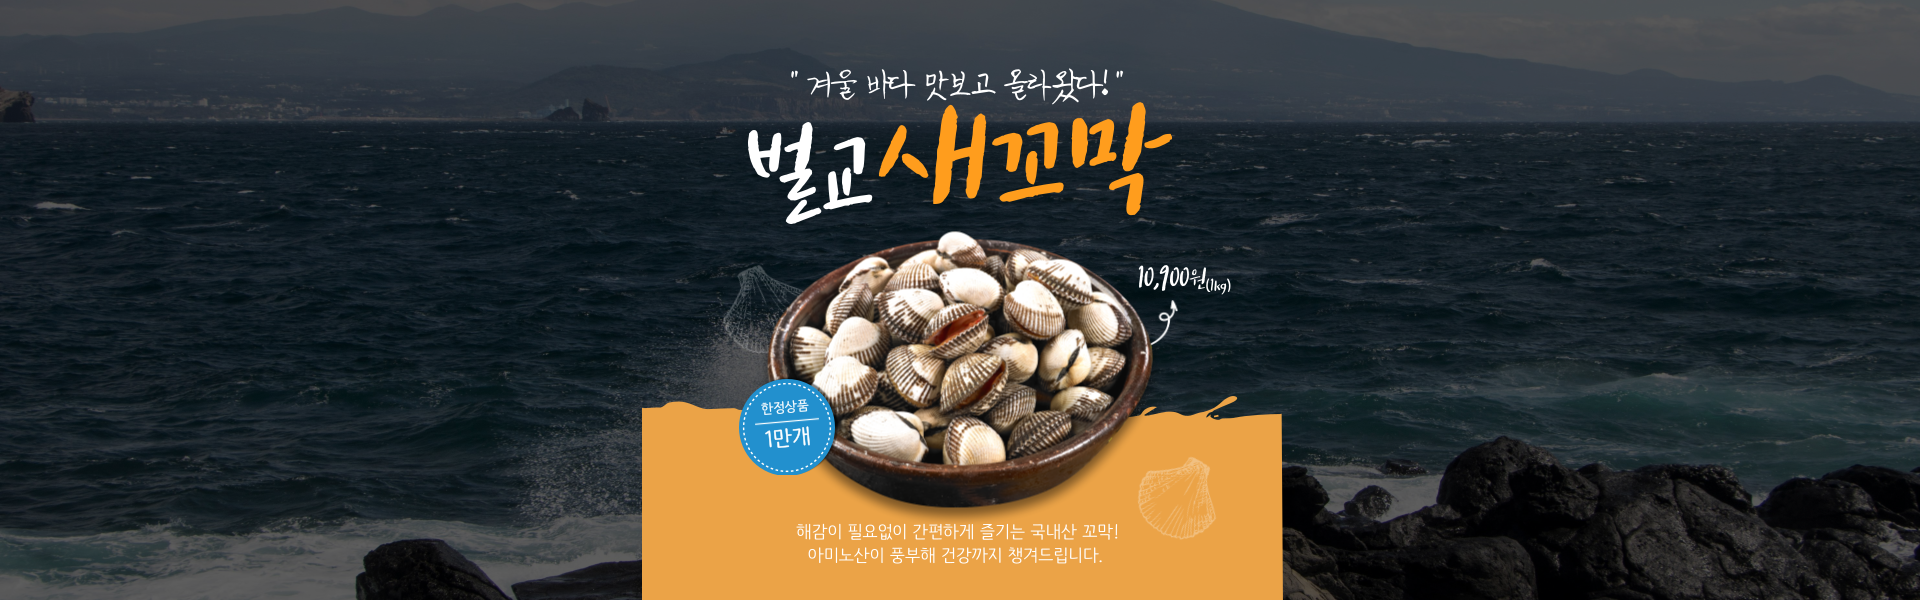 " 겨울 바다 맛보고 올라왔다! "
벌교새꼬막
10,900원(1kg)
한정상품
1만개
해감이 필요없이 간편하게 즐기는 국내산 꼬막!
아미노산이 풍부해 건강까지 챙겨드립니다.